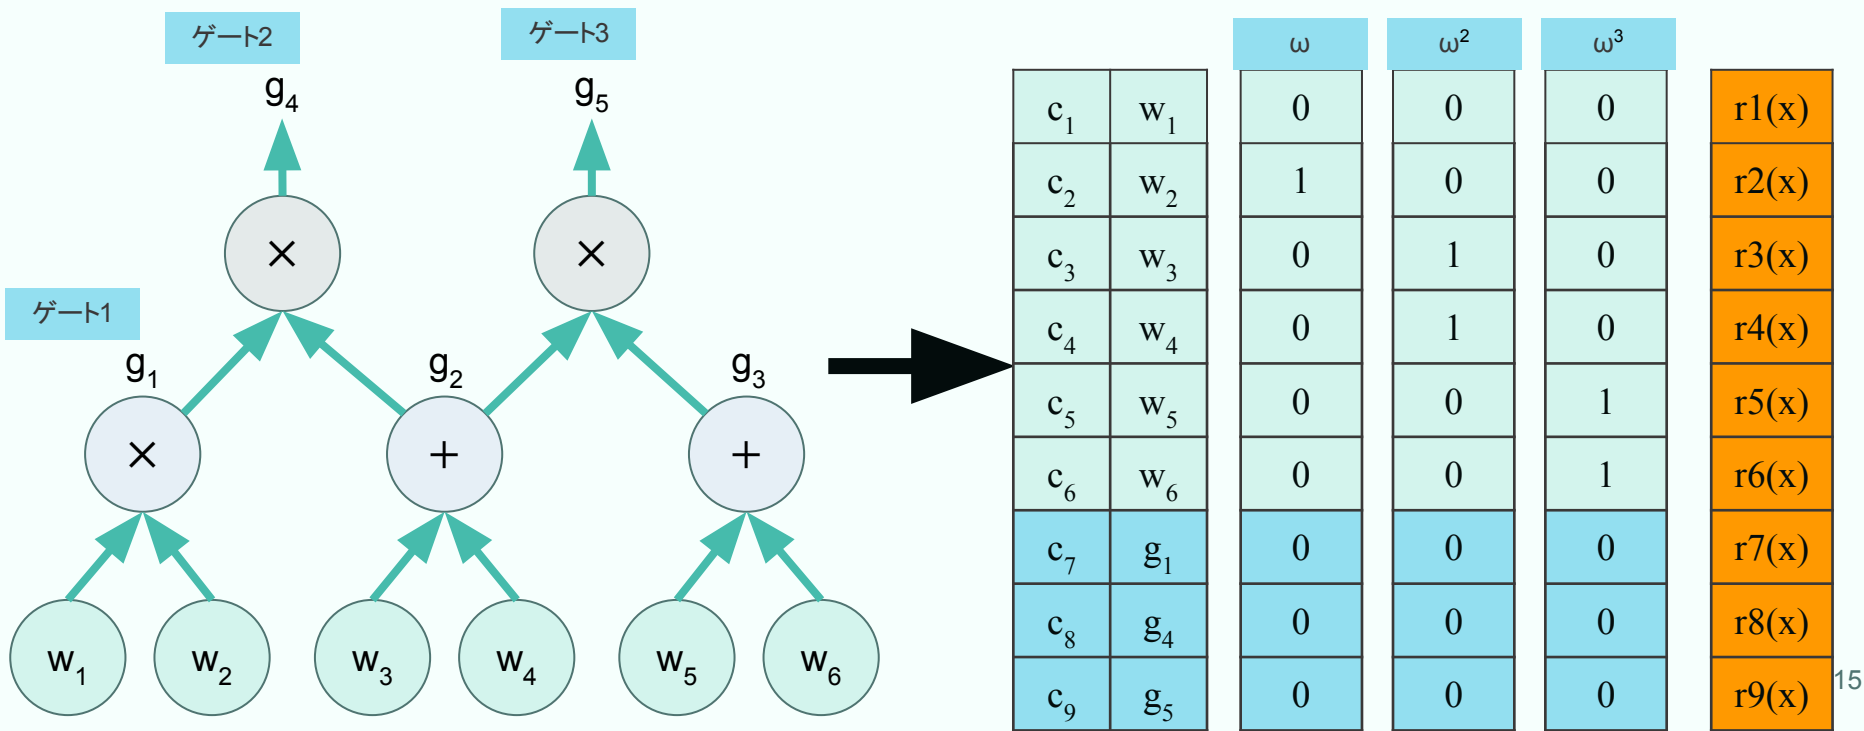 ゲート2
ゲート3
g₄
g₅
×
×
ゲート1
g₁
g₂
g₃
×
+
+
w₁
w₂
w₃
w₄
w₅
w₆
ω
ω²
ω³
c₁ w₁ 0 0 0 r1(x)
c₂ w₂ 1 0 0 r2(x)
c₃ w₃ 0 1 0 r3(x)
c₄ w₄ 0 1 0 r4(x)
c₅ w₅ 0 0 1 r5(x)
c₆ w₆ 0 0 1 r6(x)
c₇ g₁ 0 0 0 r7(x)
c₈ g₄ 0 0 0 r8(x)
c₉ g₅ 0 0 0 r9(x)
15